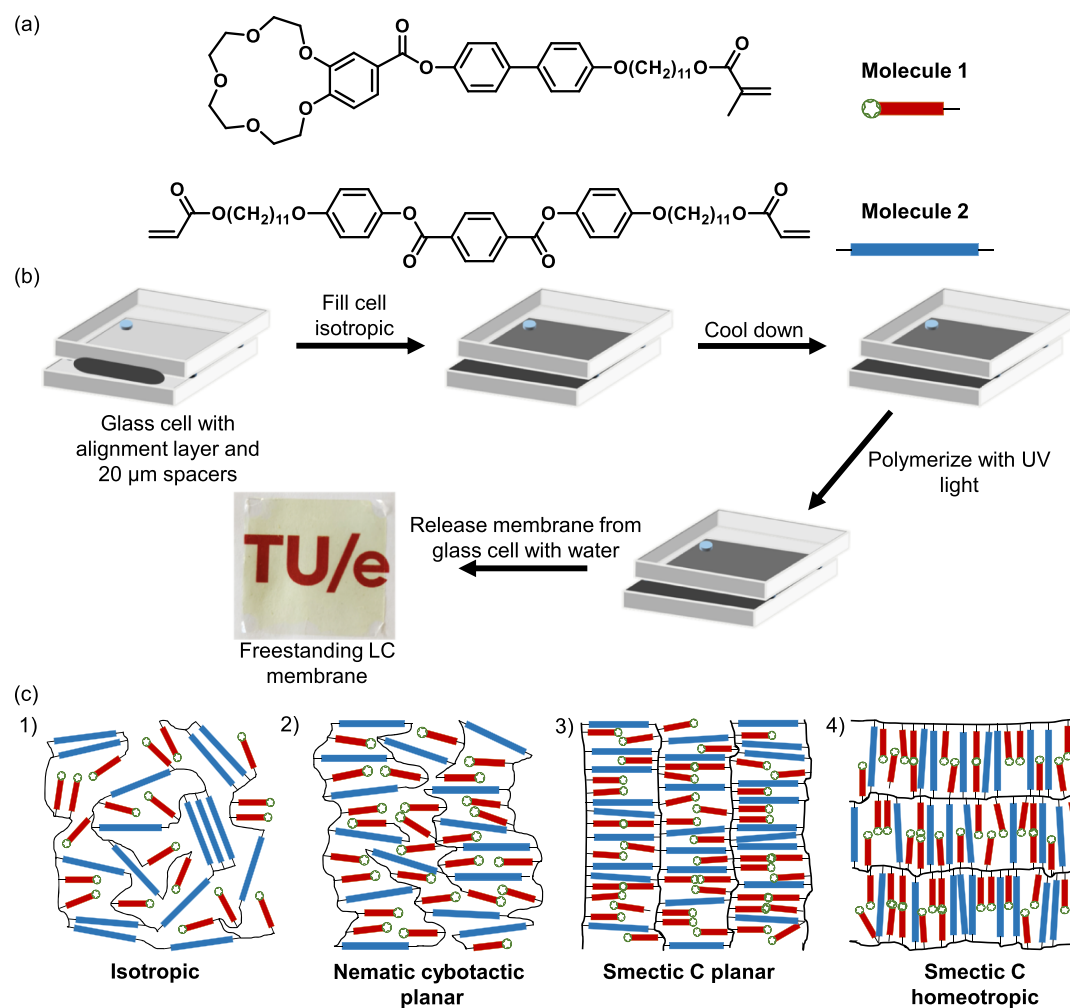 (a)
O
O
O
O
O
O
O
O(CH2)11O
O
Molecule 1
O
O(CH2)11O
O
O
O
O
O(CH2)11O
O
Molecule 2
(b)
Fill cell
isotropic
Cool down
Glass cell with
alignment layer and
20 µm spacers
Polymerize with UV
light
Release membrane from
glass cell with water
TU/e
Freestanding LC
membrane
(c)
1)
2)
3)
4)
Isotropic
Nematic cybotactic
planar
Smectic C planar
Smectic C
homeotropic